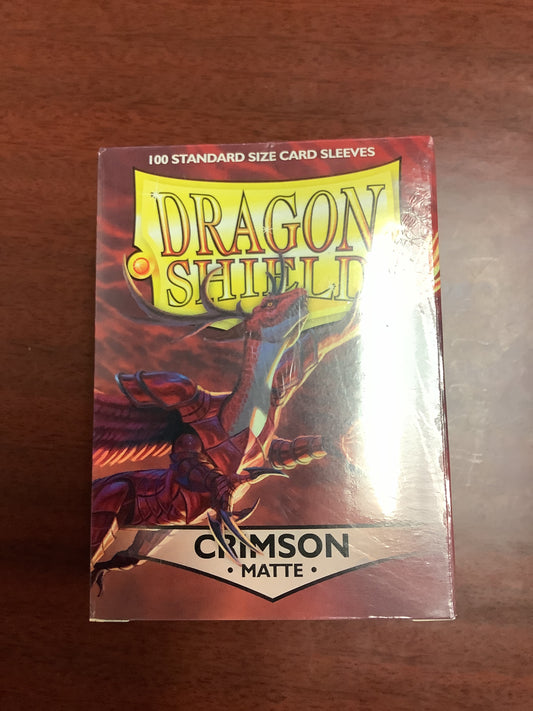 100 STANDARD SIZE CARD SLEEVES
DRAGON
SHIELD
CRIMSON
• MATTE •